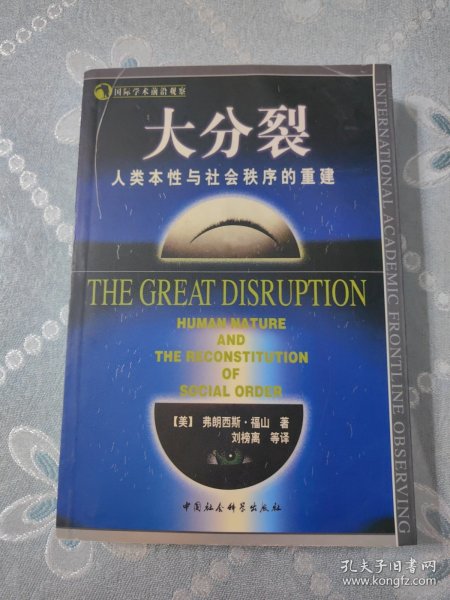 国际学术前沿观察
大分裂
人类本性与社会秩序的重建
THE GREAT DISRUPTION
HUMAN NATURE
AND
THE RECONSTITUTION
OF
SOCIAL ORDER
【美】 弗朗西斯·福山 著
刘榜离 等译
中国社会科学出版社
INTERNATIONAL ACADEMIC FRONTLINE OBSERVING
孔夫子旧书网
www.kongfz.com